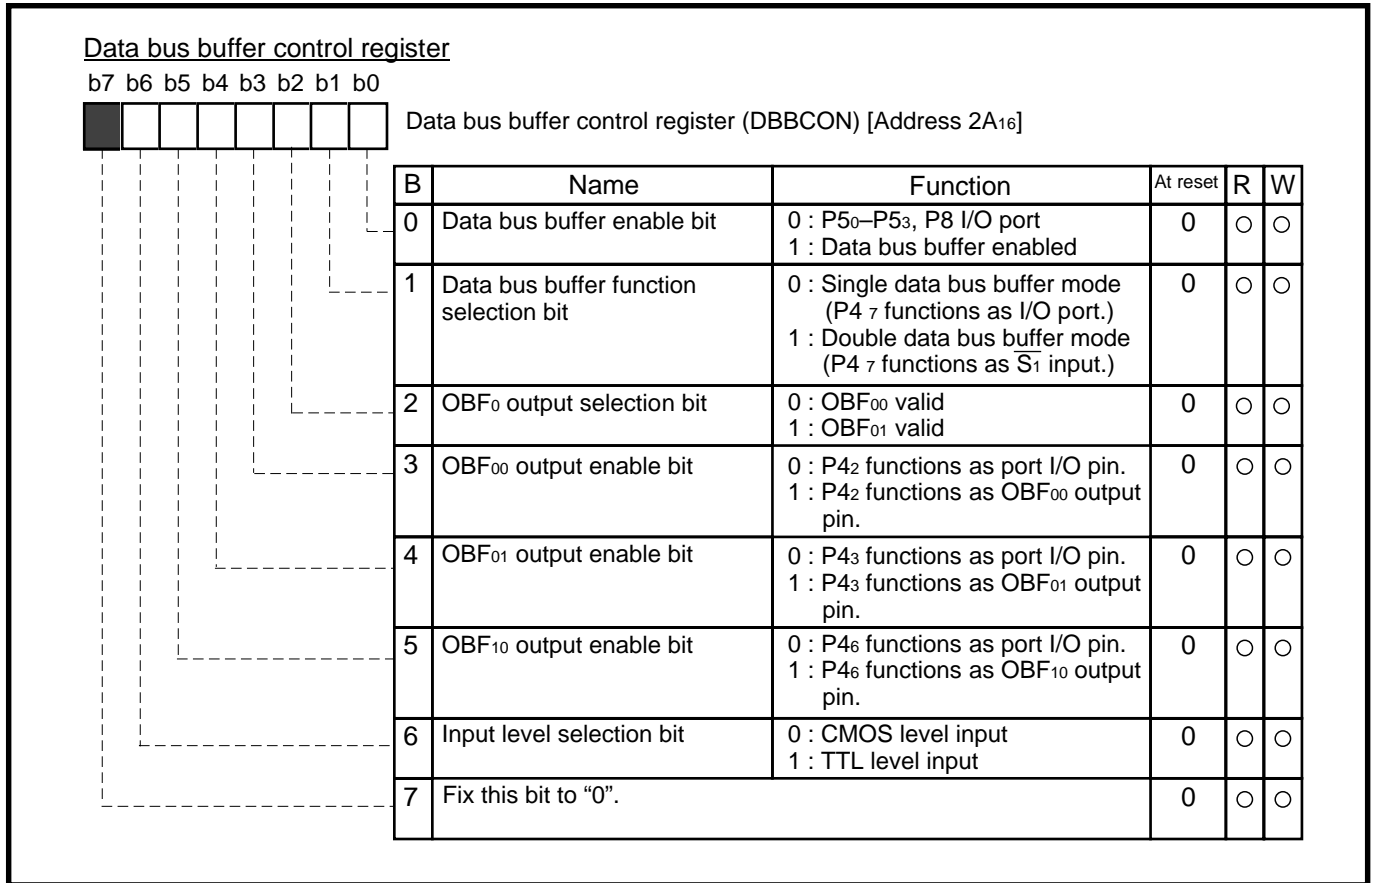 Data bus buffer control register
b7 b6 b5 b4 b3 b2 b1 b0
Data bus buffer control register (DBBCON) [Address 2A16]
B Name Function At reset R W
0 Data bus buffer enable bit 0 : P50–P53, P8 I/O port 0 ○ ○
1 : Data bus buffer enabled
1 Data bus buffer function 0 : Single data bus buffer mode 0 ○ ○
selection bit (P4 7 functions as I/O port.)
1 : Double data bus buffer mode
(P4 7 functions as S̅1 input.)
2 OBF0 output selection bit 0 : OBF00 valid 0 ○ ○
1 : OBF01 valid
3 OBF00 output enable bit 0 : P42 functions as port I/O pin. 0 ○ ○
1 : P42 functions as OBF00 output
pin.
4 OBF01 output enable bit 0 : P43 functions as port I/O pin. 0 ○ ○
1 : P43 functions as OBF01 output
pin.
5 OBF10 output enable bit 0 : P46 functions as port I/O pin. 0 ○ ○
1 : P46 functions as OBF10 output
pin.
6 Input level selection bit 0 : CMOS level input 0 ○ ○
1 : TTL level input
7 Fix this bit to “0”. 0 ○ ○